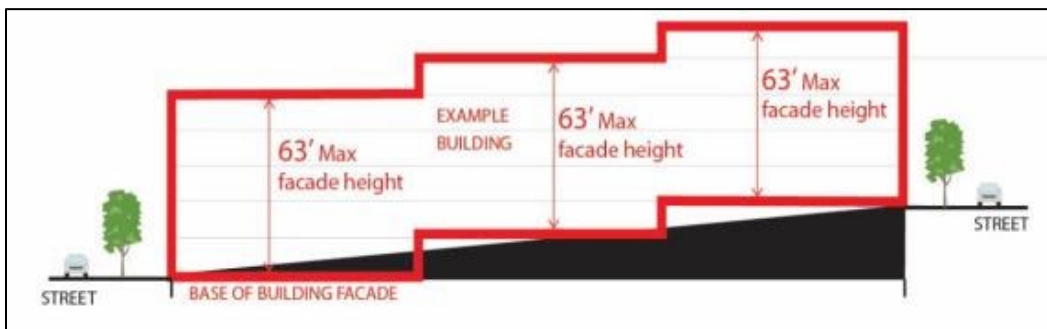 63' Max
facade height
EXAMPLE
BUILDING
63' Max
facade height
63' Max
facade height
STREET
BASE OF BUILDING FACADE
STREET